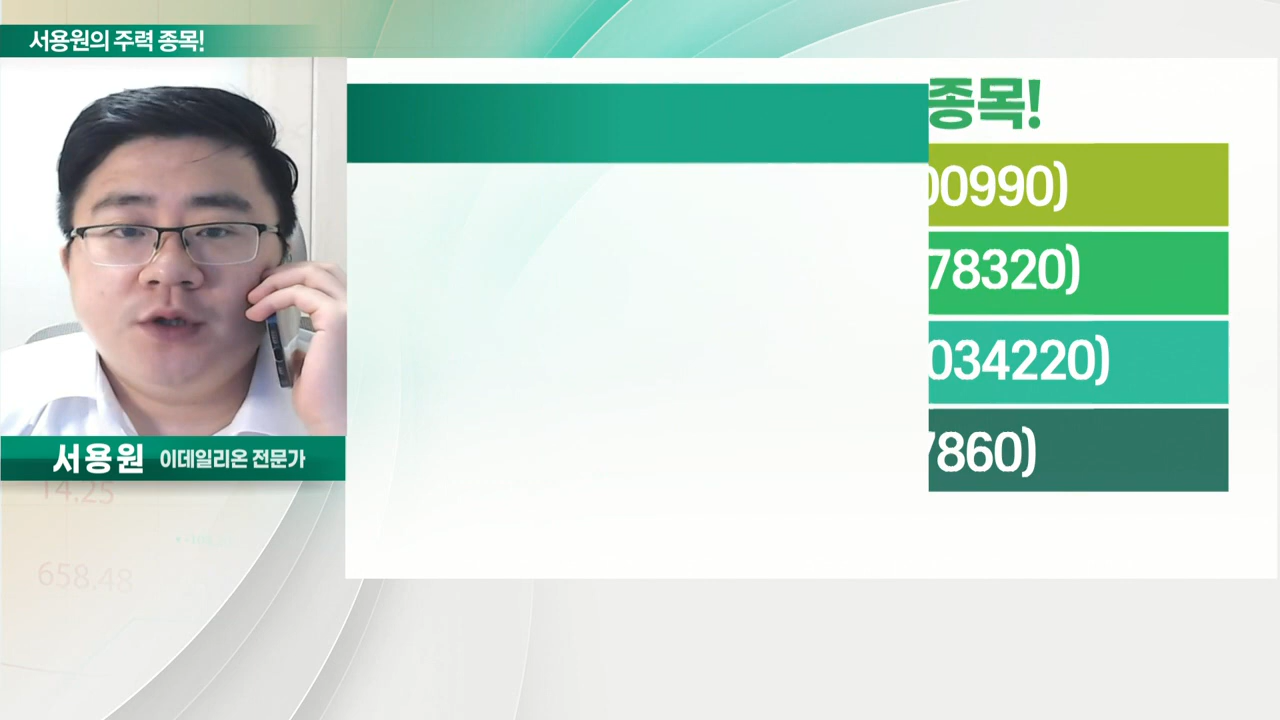 서용원의 주력 종목!
종목!
00990)
78320)
034220)
7860)
서용원 이데일리온 전문가
14.25
658.48